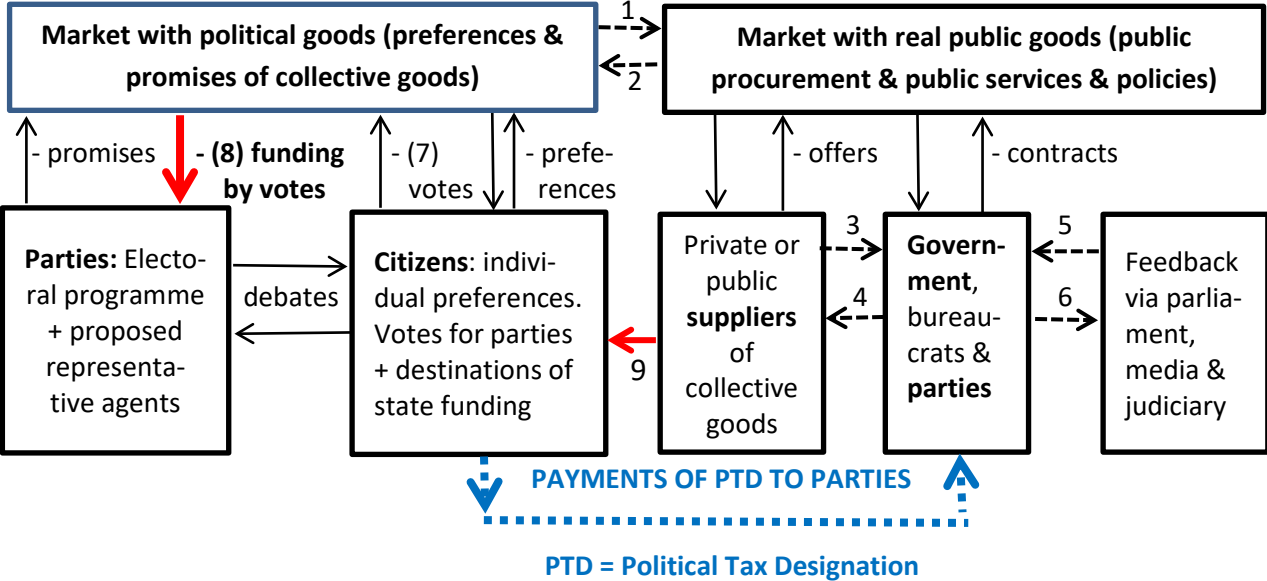 Market with political goods (preferences &
promises of collective goods)
1
2
Market with real public goods (public
procurement & public services & policies)
- promises
- (8) funding
by votes
- (7)
votes
- prefe-
rences
- offers
- contracts
Parties: Electo-
ral programme
+ proposed
representa-
tive agents
debates
Citizens: indivi-
dual preferences.
Votes for parties
+ destinations of
state funding
9
Private or
public
suppliers
of
collective
goods
3
4
Govern-
ment,
bureau-
crats &
parties
5
6
Feedback
via parlia-
ment,
media &
judiciary
PAYMENTS OF PTD TO PARTIES
PTD = Political Tax Designation